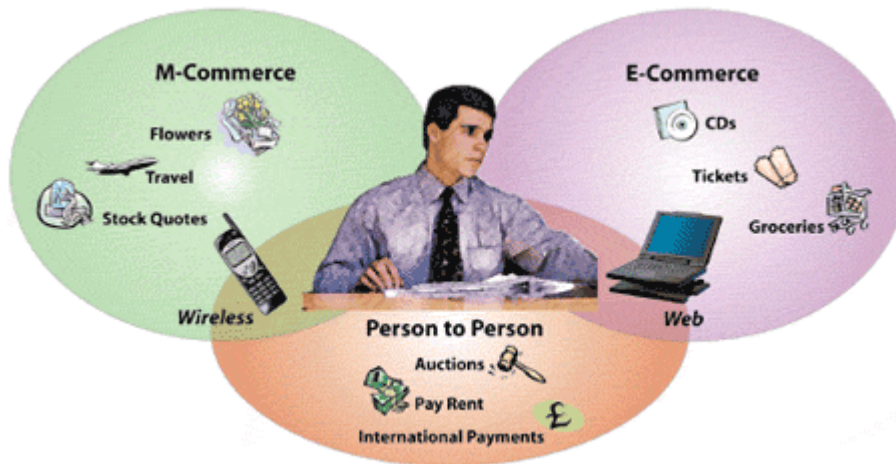 M-Commerce
Flowers
Travel
Stock Quotes
Wireless
E-Commerce
CDs
Tickets
Groceries
Web
Person to Person
Auctions
Pay Rent
International Payments
£